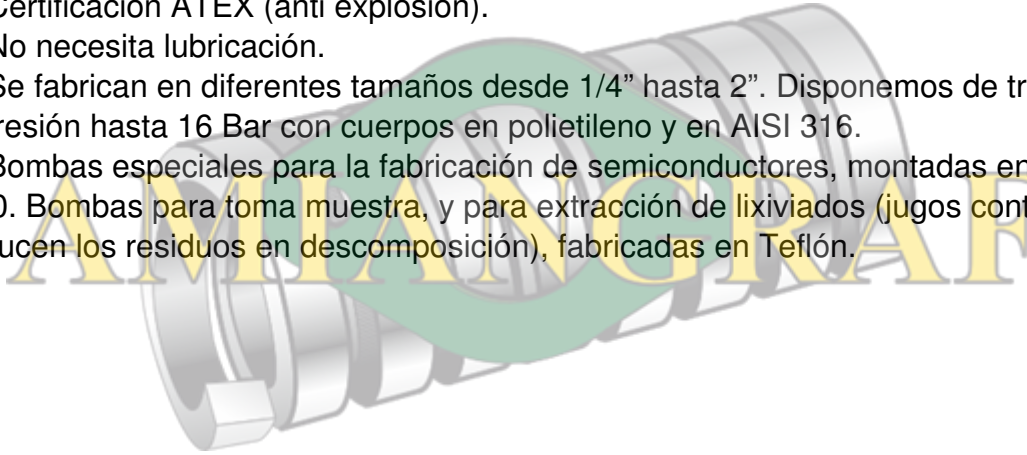 Certificación ATEX (anti explosión).
No necesita lubricación.
Se fabrican en diferentes tamaños desde 1/4” hasta 2”. Disponemos de
resión hasta 16 Bar con cuerpos en polietileno y en AISI 316.
Bombas especiales para la fabricación de semiconductores, montadas en
0. Bombas para toma muestra, y para extracción de lixiviados (jugos
ucen los residuos en descomposición), fabricadas en Teflón.
AMIANGRAF